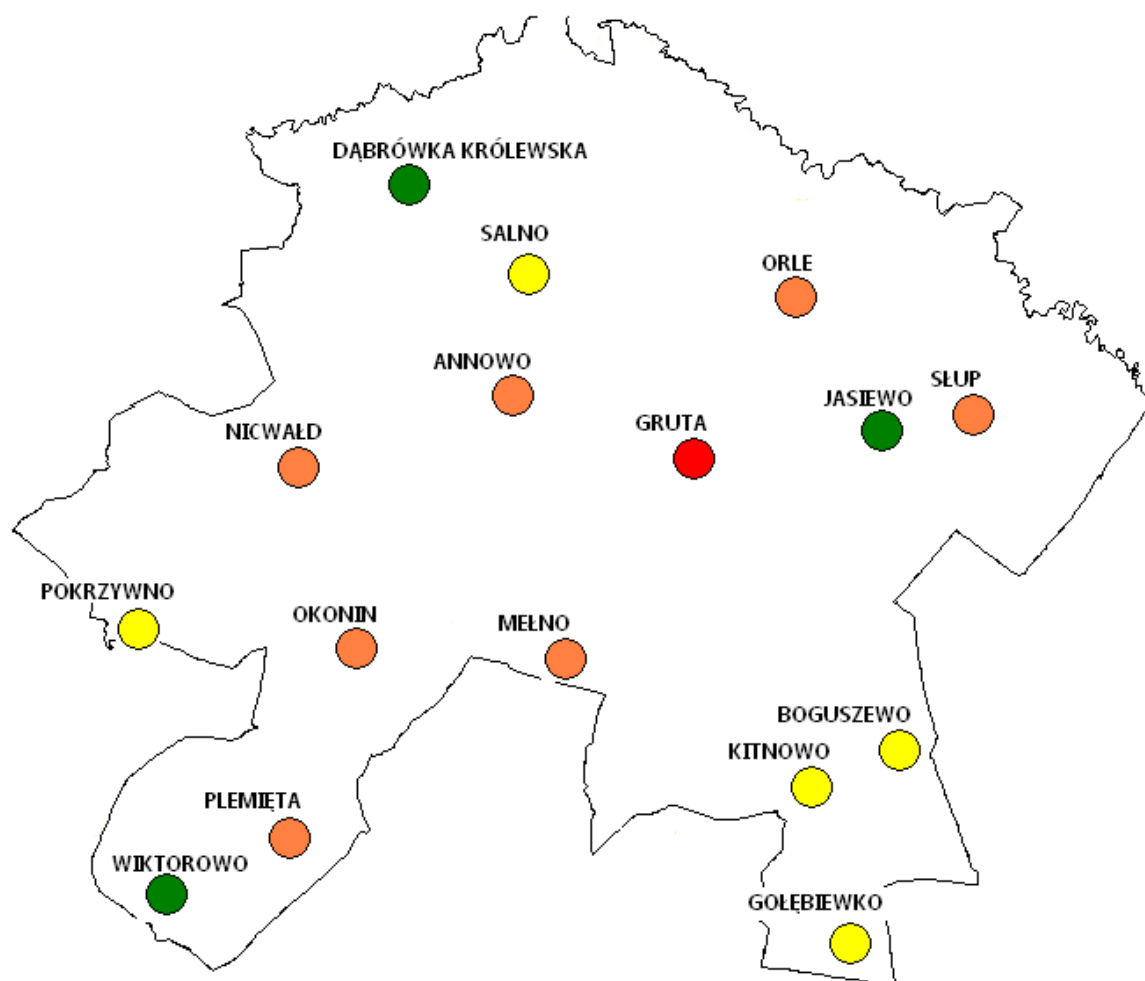 DĄBRÓWKA KRÓLEWSKA
SALNO
ORLE
ANNOWO
SŁUP
JASIEWO
GRUTA
NICWAŁD
POKRZYWNO
OKONIN
MEŁNO
BOGUSZEWO
KITNOWO
PLEMIĘTA
WIKTOROWO
GOŁĘBIEWKO